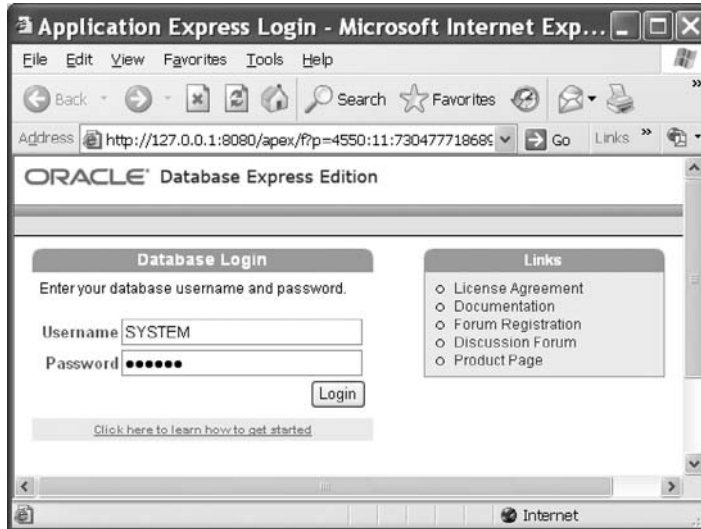 Application Express Login - Microsoft Internet Exp...
File Edit View Favorites Tools Help
Back Search Favorites
Address http://127.0.0.1:8080/apex/f?p=4550:11:73047771868 Go Links
ORACLE Database Express Edition
Database Login
Enter your database username and password.
Username SYSTEM
Password ●●●●●●
Login
Click here to learn how to get started
Links
License Agreement
Documentation
Forum Registration
Discussion Forum
Product Page
Internet